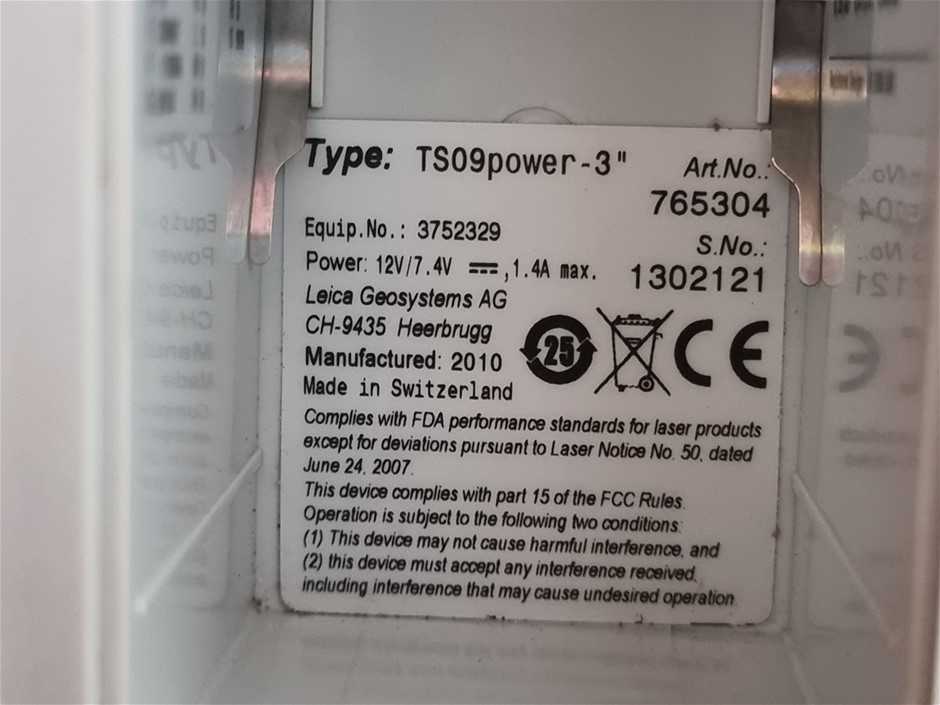 Type: TS09power-3"
Art.No.:
765304
Equip.No.: 3752329
S.No.:
Power: 12V/7.4V ⎓, 1.4A max.
1302121
Leica Geosystems AG
CH-9435 Heerbrugg
Manufactured: 2010
25
CE
Made in Switzerland
Complies with FDA performance standards for laser products
except for deviations pursuant to Laser Notice No. 50, dated
June 24, 2007.
This device complies with part 15 of the FCC Rules.
Operation is subject to the following two conditions:
(1) This device may not cause harmful interference, and
(2) this device must accept any interference received,
including interference that may cause undesired operation.